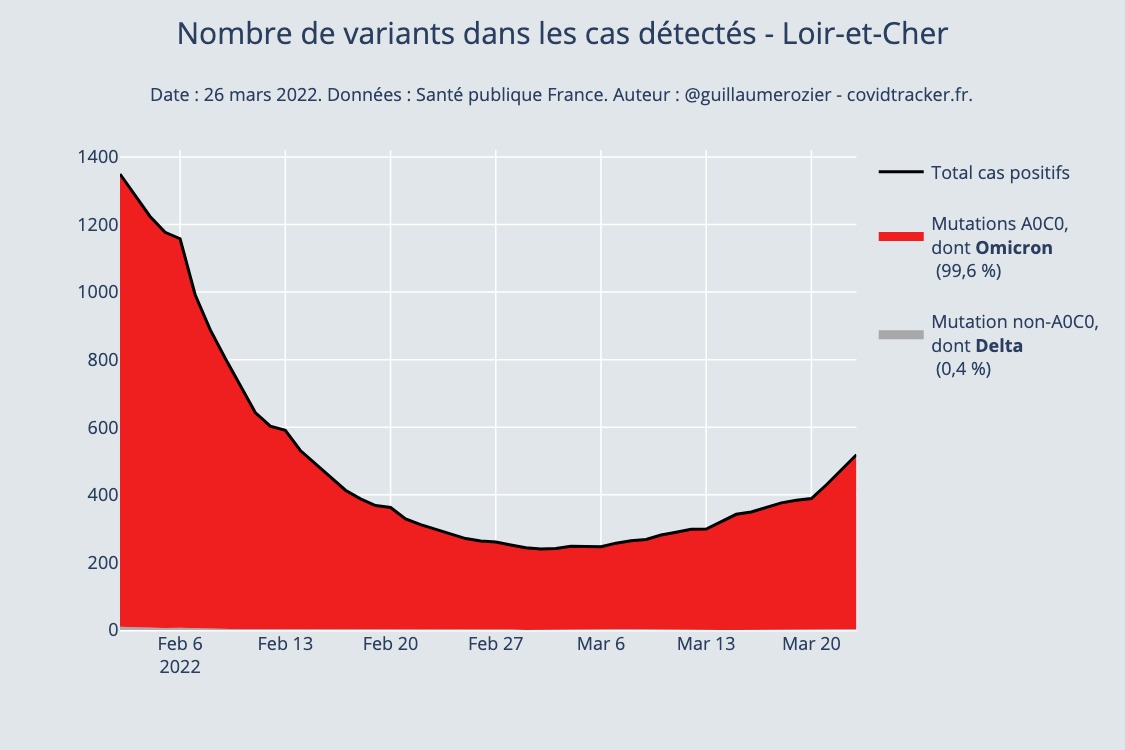 Nombre de variants dans les cas détectés - Loir-et-Cher
Date : 26 mars 2022. Données : Santé publique France. Auteur : @guillaumerozier - covidtracker.fr.
1400
1200
1000
800
600
400
200
0
Feb 6
2022
Feb 13
Feb 20
Feb 27
Mar 6
Mar 13
Mar 20
Total cas positifs
Mutations A0C0,
dont Omicron
(99,6 %)
Mutation non-A0C0,
dont Delta
(0,4 %)